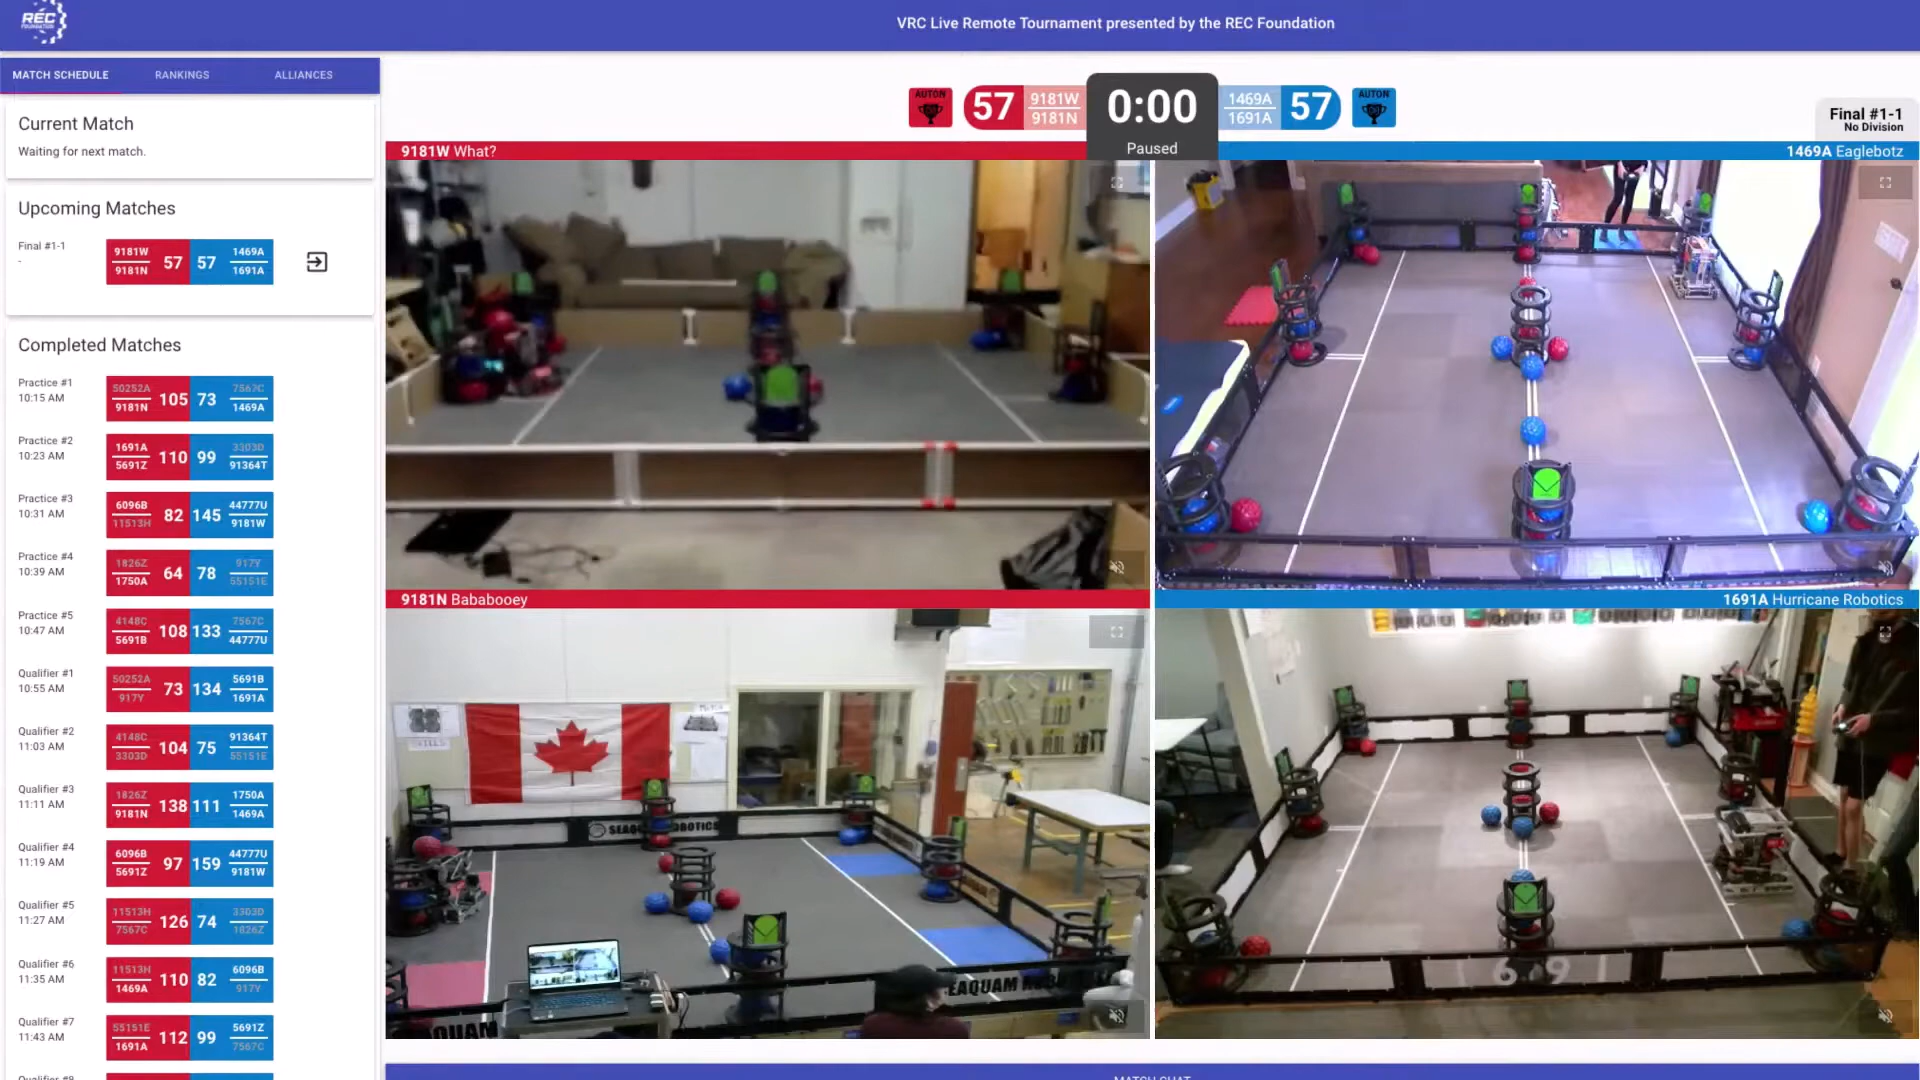 REC
FOUNDATION
VRC Live Remote Tournament presented by the REC Foundation
MATCH SCHEDULE
RANKINGS
ALLIANCES
Current Match
Waiting for next match.
Upcoming Matches
Final #1-1
-
9181W
9181N
57
57
1469A
1691A
Completed Matches
Practice #1
10:15 AM
50252A
9181N
105
73
7567C
1469A
Practice #2
10:23 AM
1691A
5691Z
110
99
3303D
91364T
Practice #3
10:31 AM
6096B
11513H
82
145
44777U
9181W
Practice #4
10:39 AM
1826Z
1750A
64
78
917Y
55151E
Practice #5
10:47 AM
4148C
5691B
108
133
7567C
44777U
Qualifier #1
10:55 AM
50252A
917Y
73
134
5691B
1691A
Qualifier #2
11:03 AM
4148C
3303D
104
75
91364T
55151E
Qualifier #3
11:11 AM
1826Z
9181N
138
111
1750A
1469A
Qualifier #4
11:19 AM
6096B
5691Z
97
159
44777U
9181W
Qualifier #5
11:27 AM
11513H
7567C
126
74
3303D
1826Z
Qualifier #6
11:35 AM
11513H
1469A
110
82
6096B
917Y
Qualifier #7
11:43 AM
55151E
1691A
112
99
5691Z
7567C
AUTON
57
9181W
9181N
0:00
Paused
1469A
1691A
57
AUTON
Final #1-1
No Division
9181W What?
1469A Eaglebotz
9181N Bababooey
1691A Hurricane Robotics